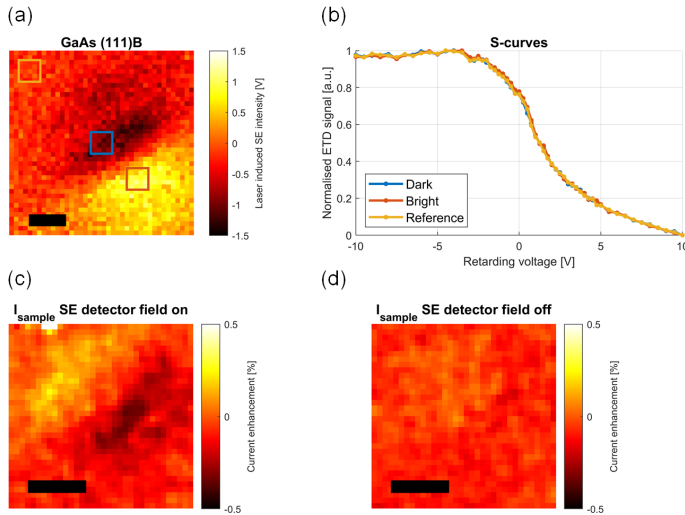 (a)
GaAs (111)B
1.5
1
0.5
0
-0.5
-1
-1.5
Laser induced SE intensity [V]
(b)
S-curves
1
0.8
0.6
0.4
0.2
0
-10
-5
0
5
10
Normalised ETD signal [a.u.]
Retarding voltage [V]
Dark
Bright
Reference
(c)
Isample SE detector field on
0.5
0
-0.5
Current enhancement [%]
(d)
Isample SE detector field off
0.5
0
-0.5
Current enhancement [%]